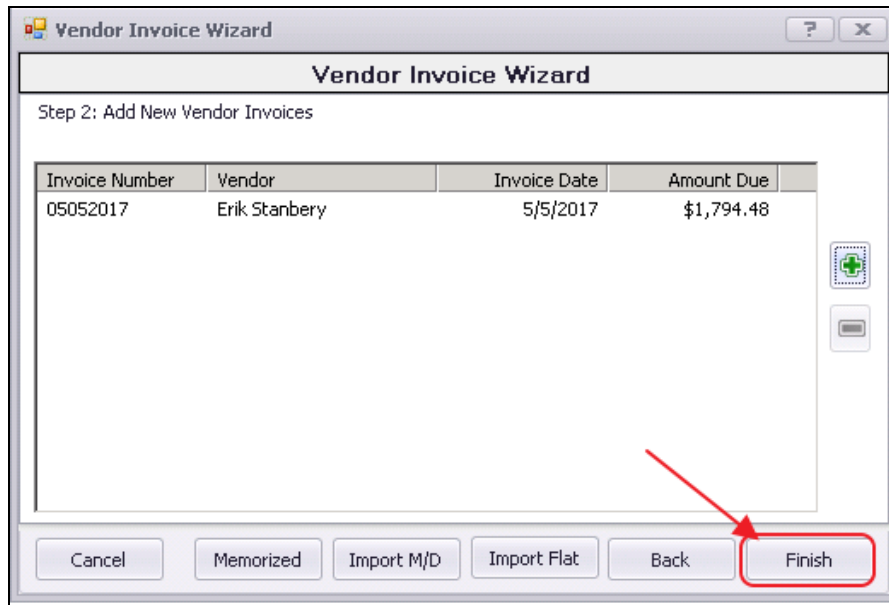 Vendor Invoice Wizard
? x
Vendor Invoice Wizard
Step 2: Add New Vendor Invoices
Invoice Number Vendor Invoice Date Amount Due
05052017 Erik Stanbery 5/5/2017 $1,794.48
Cancel Memorized Import M/D Import Flat Back Finish